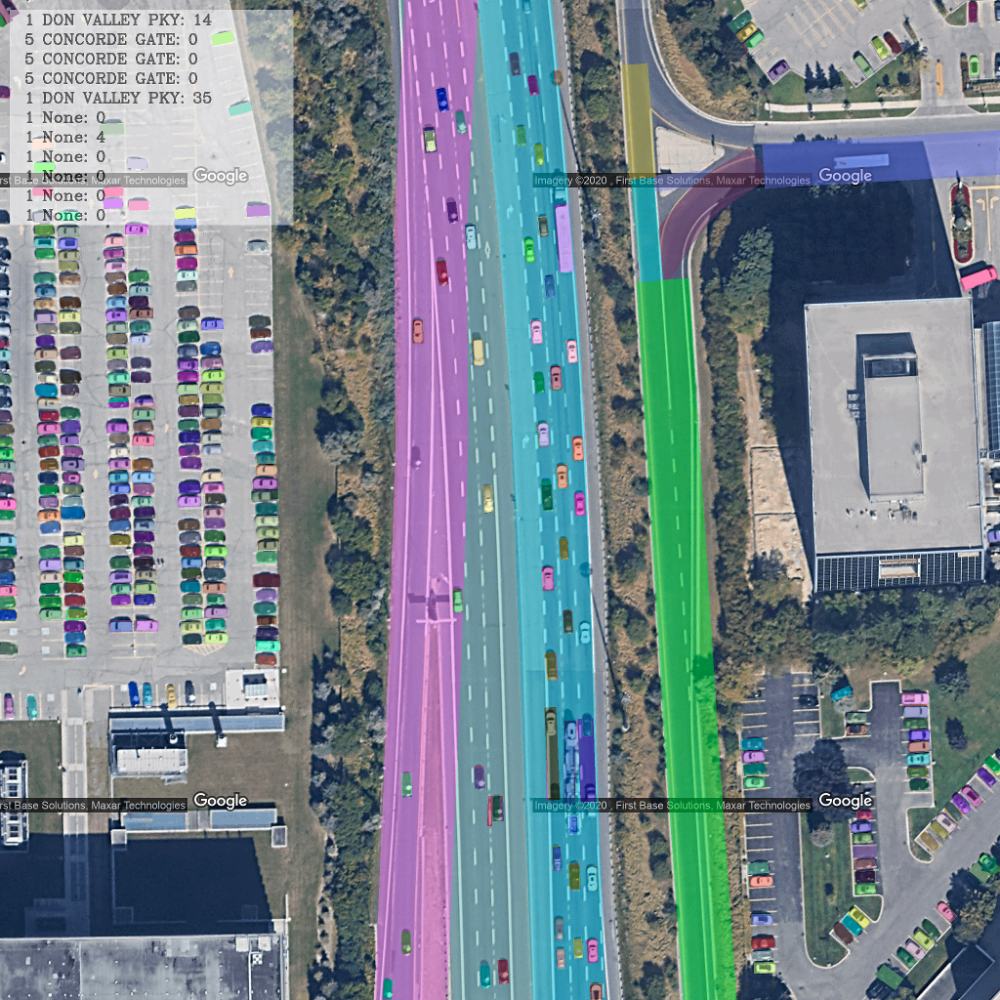 1 DON VALLEY PKY: 14
5 CONCORDE GATE: 0
5 CONCORDE GATE: 0
5 CONCORDE GATE: 0
1 DON VALLEY PKY: 35
1 None: 0
1 None: 4
1 None: 0
1 None: 0
1 None: 0
1 None: 0
irst Base Solutions, Maxar Technologies Google
Imagery ©2020 , First Base Solutions, Maxar Technologies Google
irst Base Solutions, Maxar Technologies Google
Imagery ©2020 , First Base Solutions, Maxar Technologies Google